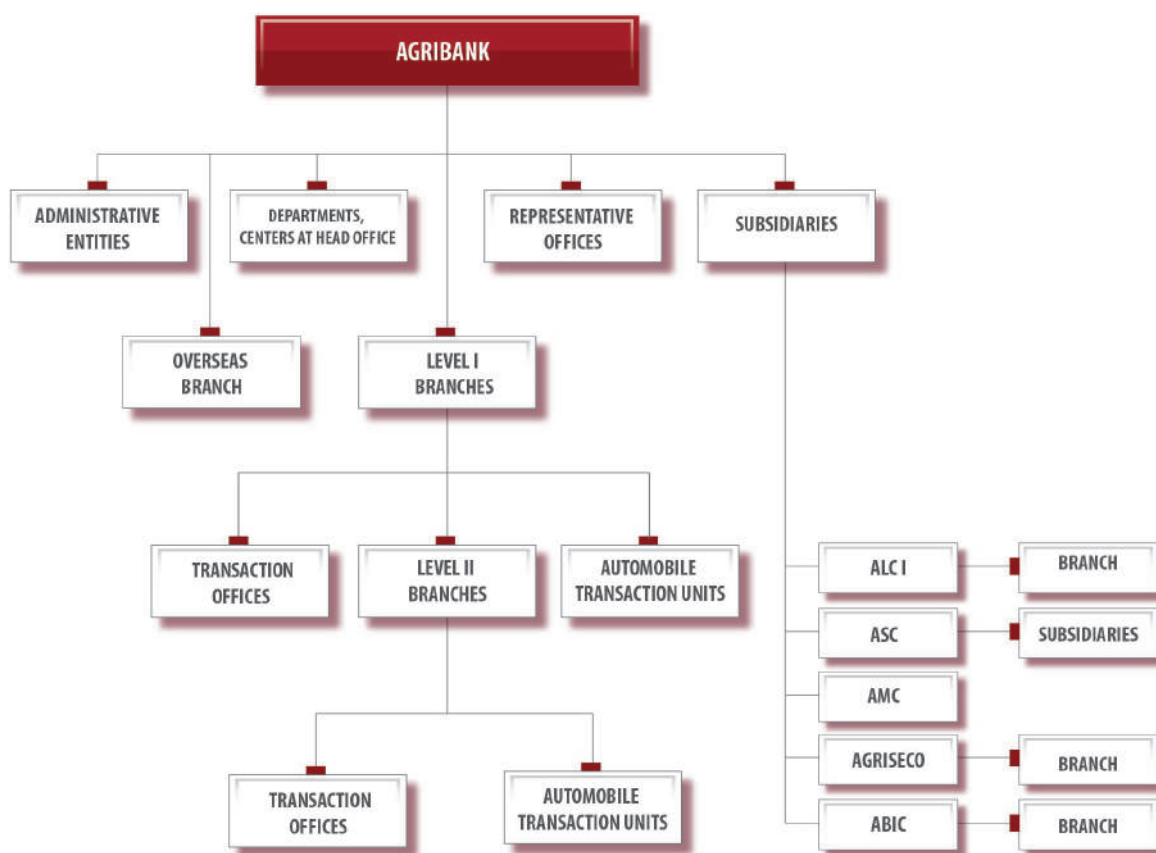 AGRIBANK
ADMINISTRATIVE
ENTITIES
DEPARTMENTS,
CENTERS AT HEAD OFFICE
REPRESENTATIVE
OFFICES
SUBSIDIARIES
OVERSEAS
BRANCH
LEVEL I
BRANCHES
TRANSACTION
OFFICES
LEVEL II
BRANCHES
AUTOMOBILE
TRANSACTION UNITS
ALC I
BRANCH
ASC
SUBSIDIARIES
AMC
AGRISECO
BRANCH
ABIC
BRANCH
TRANSACTION
OFFICES
AUTOMOBILE
TRANSACTION UNITS